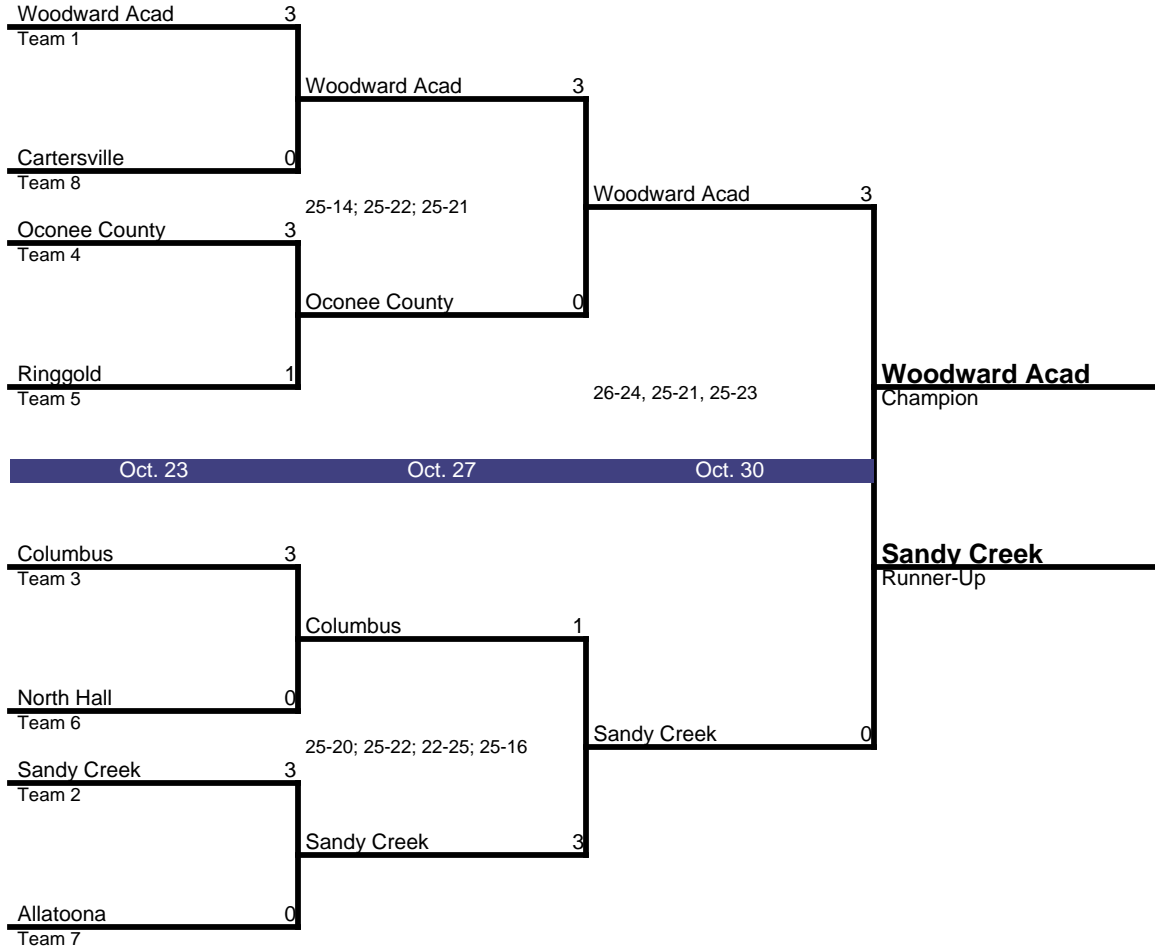 Woodward Acad 3
Team 1
Woodward Acad 3
Cartersville 0
Team 8
Woodward Acad 3
25-14; 25-22; 25-21
Oconee County 3
Team 4
Oconee County 0
Ringgold 1
Team 5
Woodward Acad
Champion
26-24, 25-21, 25-23
Oct. 23 Oct. 27 Oct. 30
Columbus 3
Team 3
Sandy Creek
Runner-Up
Columbus 1
North Hall 0
Team 6
Sandy Creek 0
25-20; 25-22; 22-25; 25-16
Sandy Creek 3
Team 2
Sandy Creek 3
Allatoona 0
Team 7